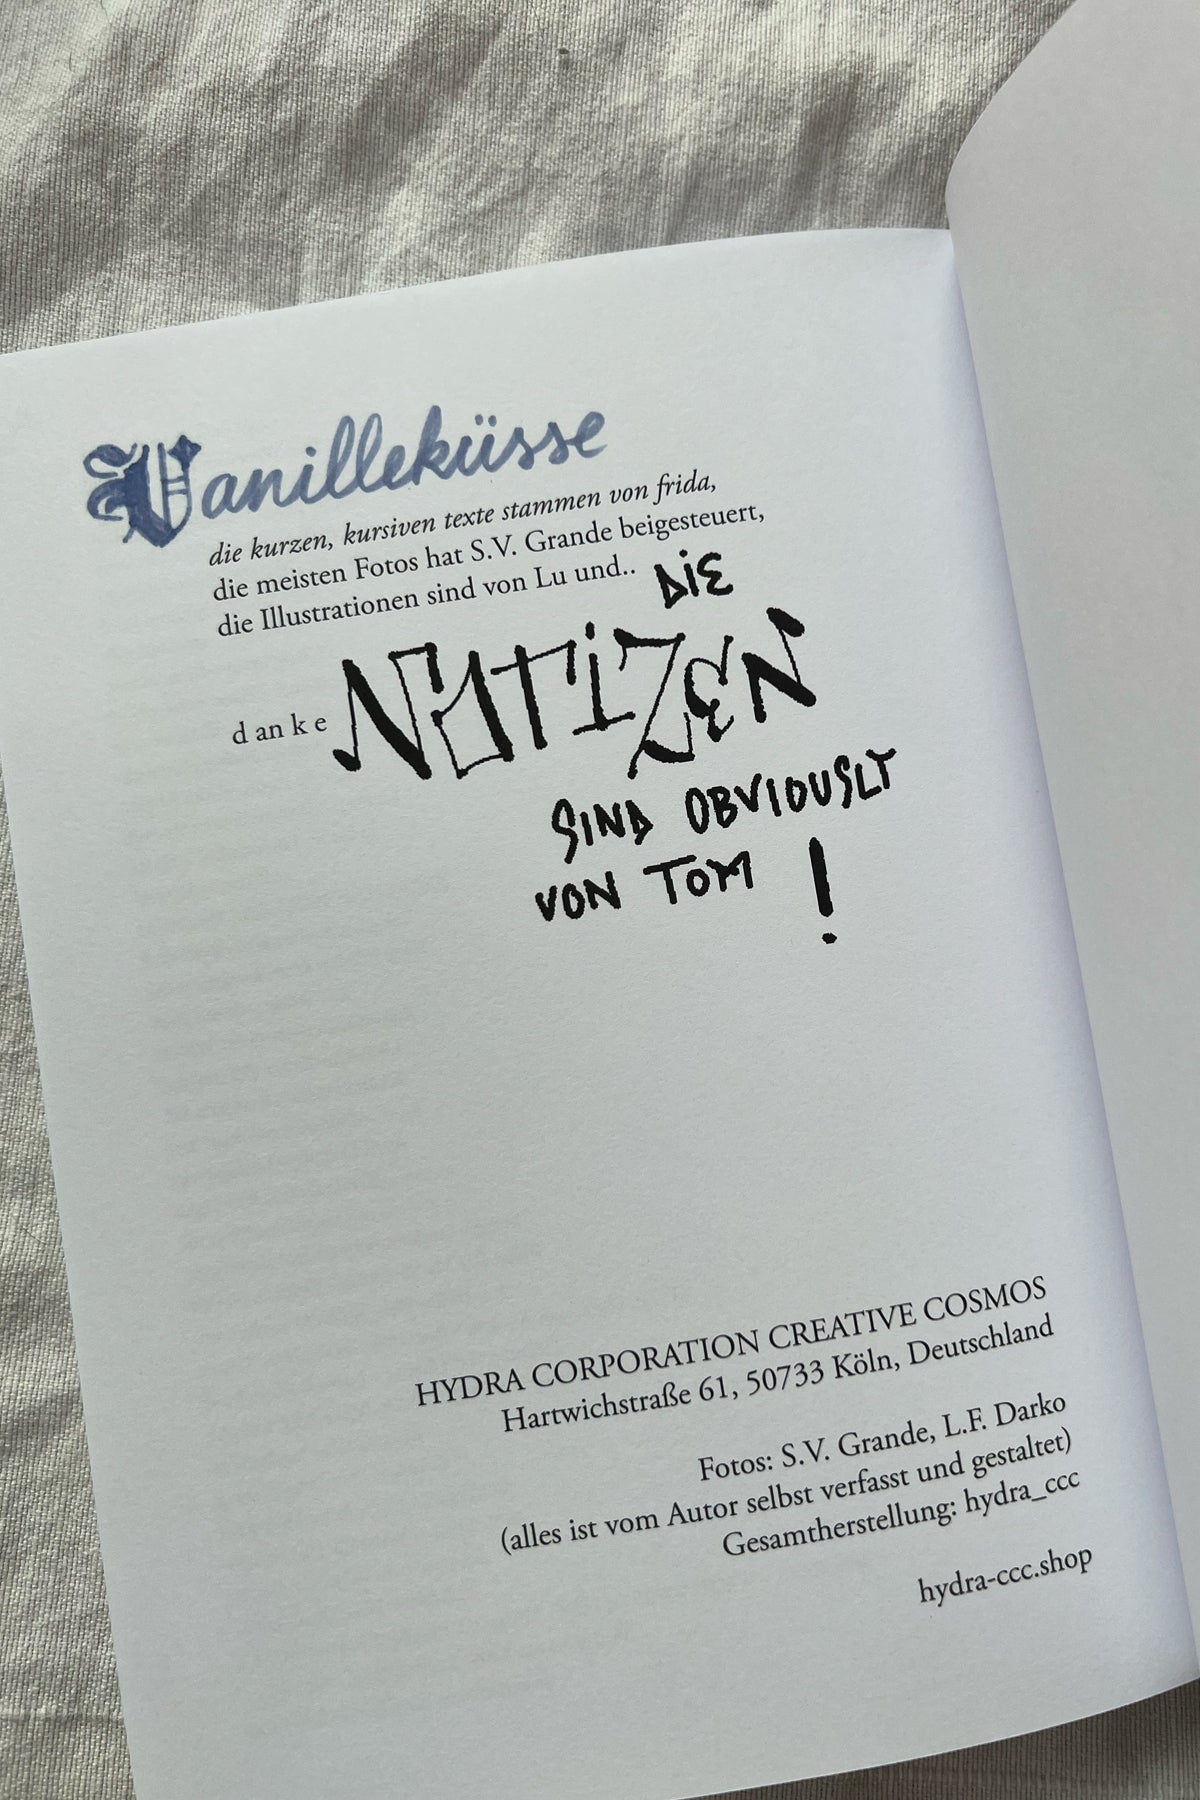 Vanilleküsse
die kurzen, kursiven texte stammen von frida,
die meisten Fotos hat S.V. Grande beigesteuert,
die Illustrationen sind von Lu und..
DIE
danke
NOTIZEN
SIND OBVIOUSLY
VON TOM !
HYDRA CORPORATION CREATIVE COSMOS
Hartwichstraße 61, 50733 Köln, Deutschland
Fotos: S.V. Grande, L.F. Darko
(alles ist vom Autor selbst verfasst und gestaltet)
Gesamtherstellung: hydra_ccc
hydra-ccc.shop